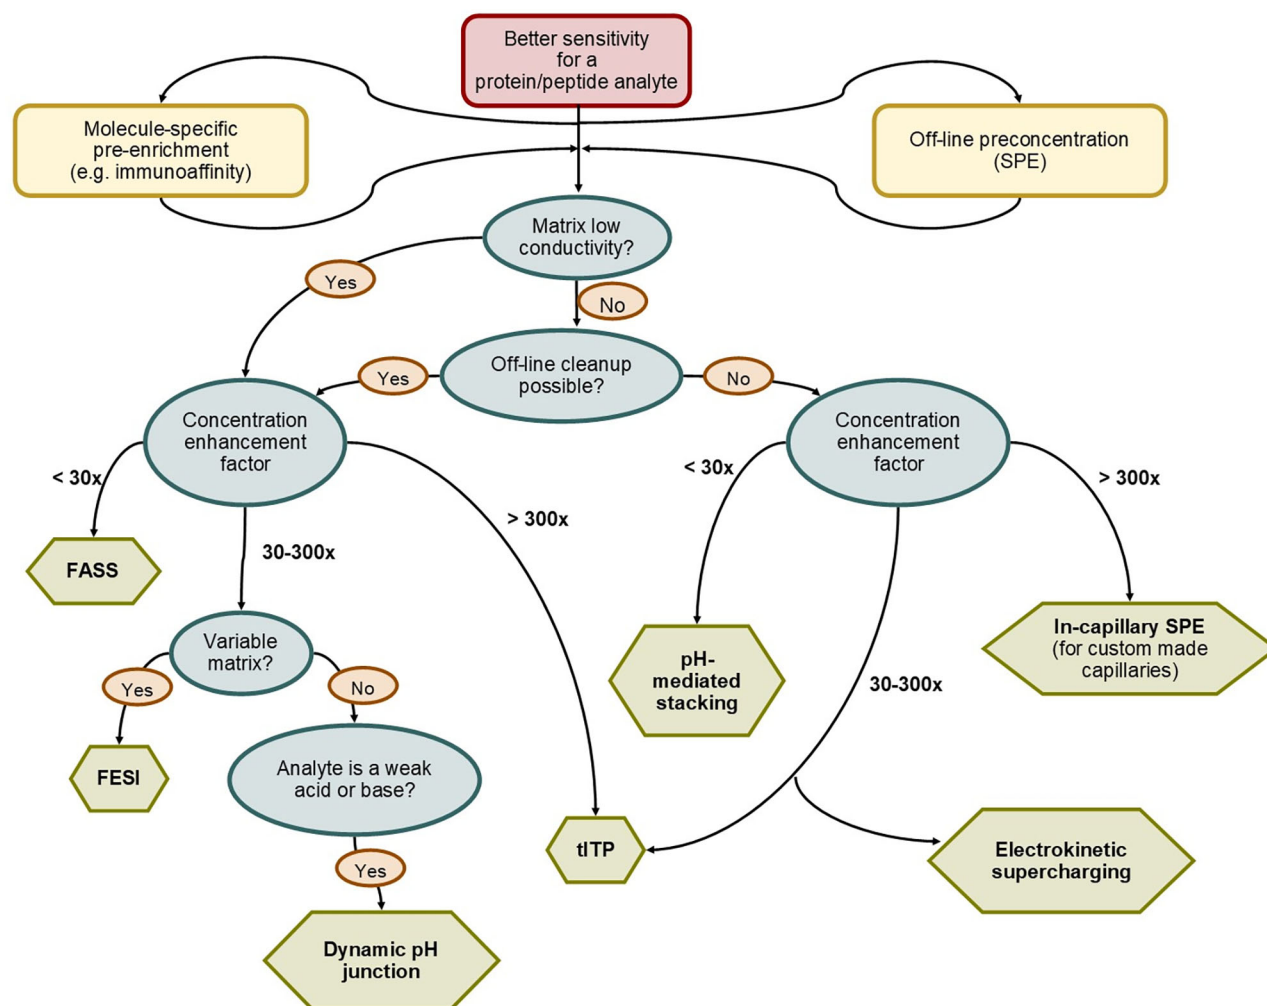 Better sensitivity
for a
protein/peptide analyte
Molecule-specific
pre-enrichment
(e.g. immunoaffinity)
Off-line preconcentration
(SPE)
Matrix low
conductivity?
Yes
No
Off-line cleanup
possible?
Yes
No
Concentration
enhancement
factor
Concentration
enhancement
factor
< 30x
30-300x
> 300x
< 30x
30-300x
> 300x
FASS
Variable
matrix?
Yes
No
FESI
Analyte is a weak
acid or base?
Yes
Dynamic pH
junction
tITP
pH-
mediated
stacking
In-capillary SPE
(for custom made
capillaries)
Electrokinetic
supercharging